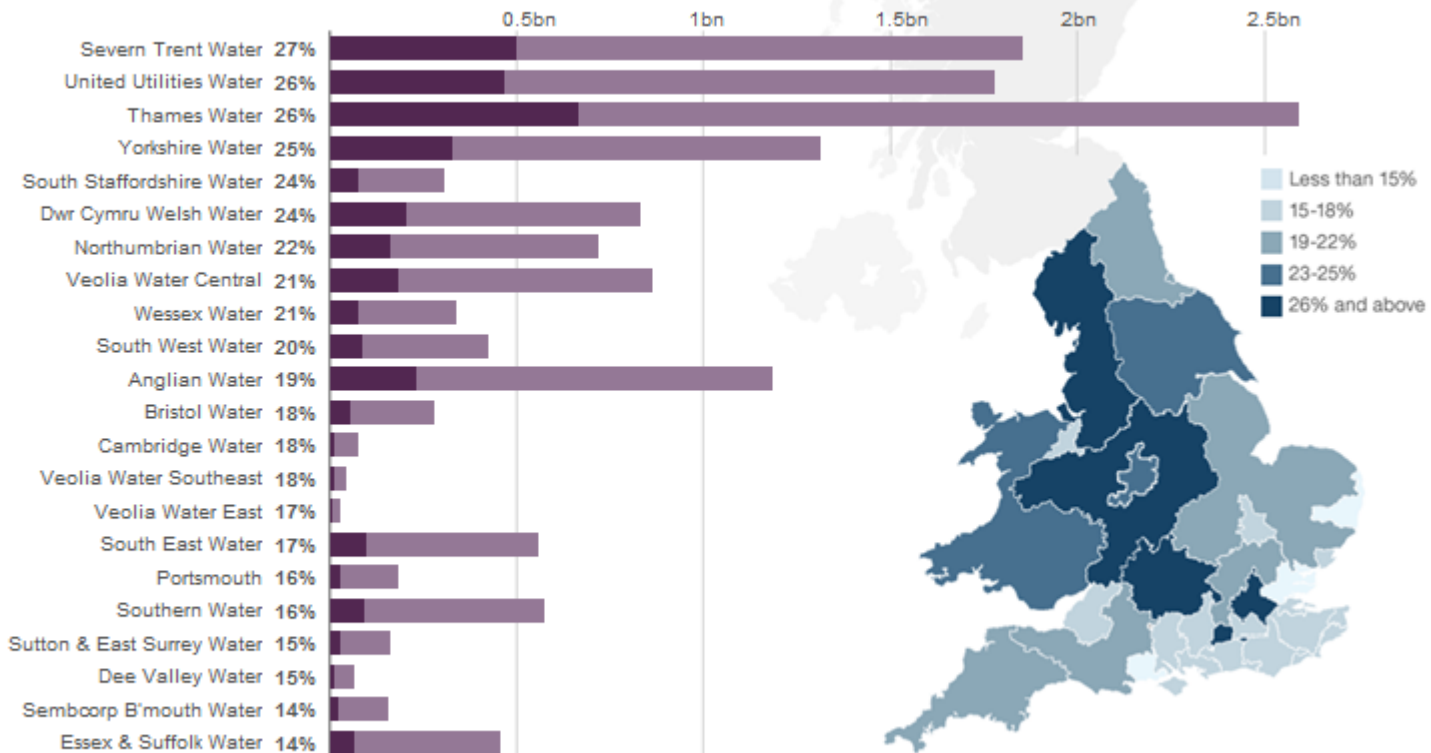 0.5bn 1bn 1.5bn 2bn 2.5bn
Severn Trent Water 27%
United Utilities Water 26%
Thames Water 26%
Yorkshire Water 25%
South Staffordshire Water 24%
Dwr Cymru Welsh Water 24%
Northumbrian Water 22%
Veolia Water Central 21%
Wessex Water 21%
South West Water 20%
Anglian Water 19%
Bristol Water 18%
Cambridge Water 18%
Veolia Water Southeast 18%
Veolia Water East 17%
South East Water 17%
Portsmouth 16%
Southern Water 16%
Sutton & East Surrey Water 15%
Dee Valley Water 15%
Sembcorp B'mouth Water 14%
Essex & Suffolk Water 14%
Less than 15%
15-18%
19-22%
23-25%
26% and above